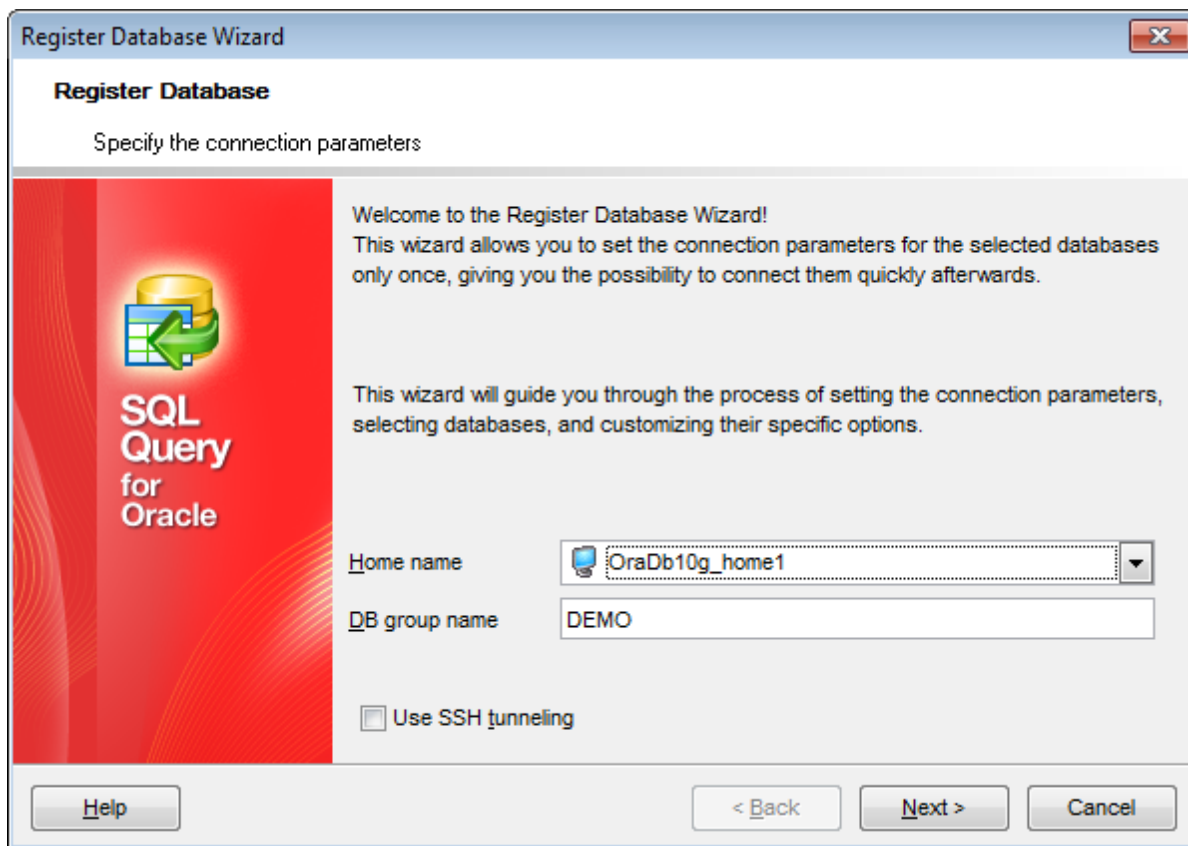 Register Database Wizard
Register Database
Specify the connection parameters
Welcome to the Register Database Wizard!
This wizard allows you to set the connection parameters for the selected databases
only once, giving you the possibility to connect them quickly afterwards.
This wizard will guide you through the process of setting the connection parameters,
selecting databases, and customizing their specific options.
SQL
Query
for
Oracle
Home name
OraDb10g_home1
DB group name
DEMO
Use SSH tunneling
Help
< Back
Next >
Cancel